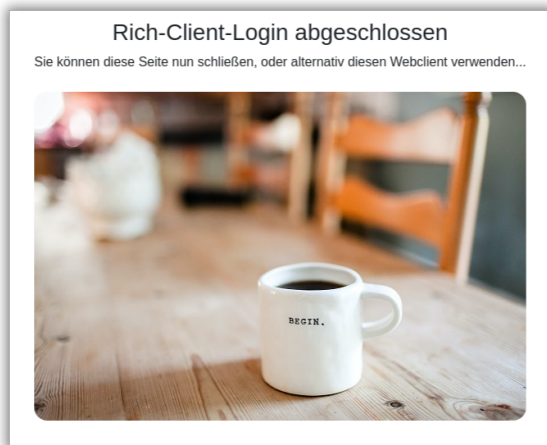 Rich-Client-Login abgeschlossen
Sie können diese Seite nun schließen, oder alternativ diesen Webclient verwenden...
BEGIN.